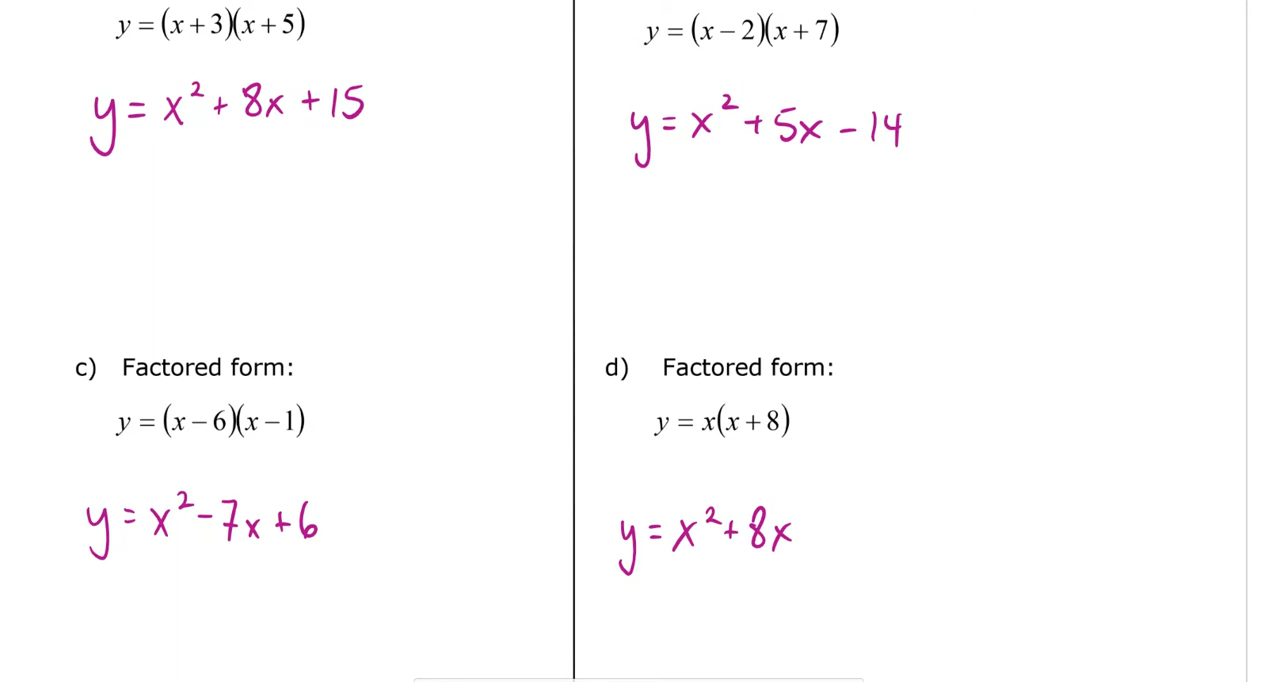 y = (x + 3)(x + 5)
y = x² + 8x + 15
y = (x − 2)(x + 7)
y = x² + 5x − 14
c) Factored form:
y = (x − 6)(x − 1)
y = x² − 7x + 6
d) Factored form:
y = x(x + 8)
y = x² + 8x